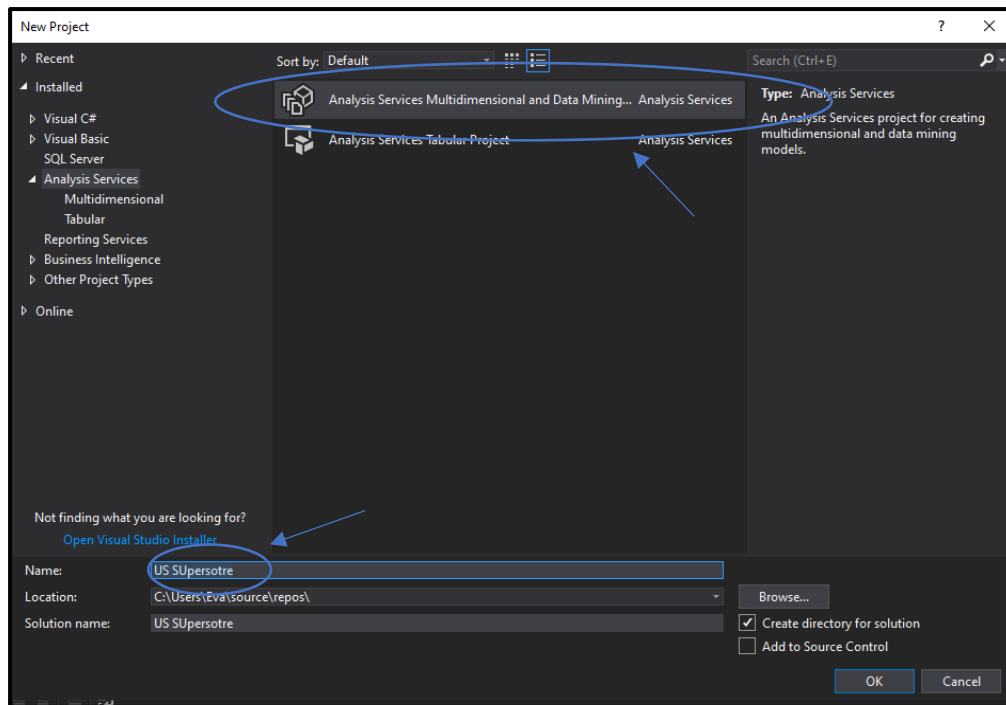 New Project
? ×
Recent
Sort by: Default
Search (Ctrl+E)
Installed
Visual C#
Visual Basic
SQL Server
Analysis Services
Multidimensional
Tabular
Reporting Services
Business Intelligence
Other Project Types
Online
Analysis Services Multidimensional and Data Mining... Analysis Services
Analysis Services Tabular Project Analysis Services
Type: Analysis Services
An Analysis Services project for creating
multidimensional and data mining
models.
Not finding what you are looking for?
Open Visual Studio Installer
Name: US SUpersotre
Location: C:\Users\Eva\source\repos\
Browse...
Solution name: US SUpersotre
Create directory for solution
Add to Source Control
OK Cancel